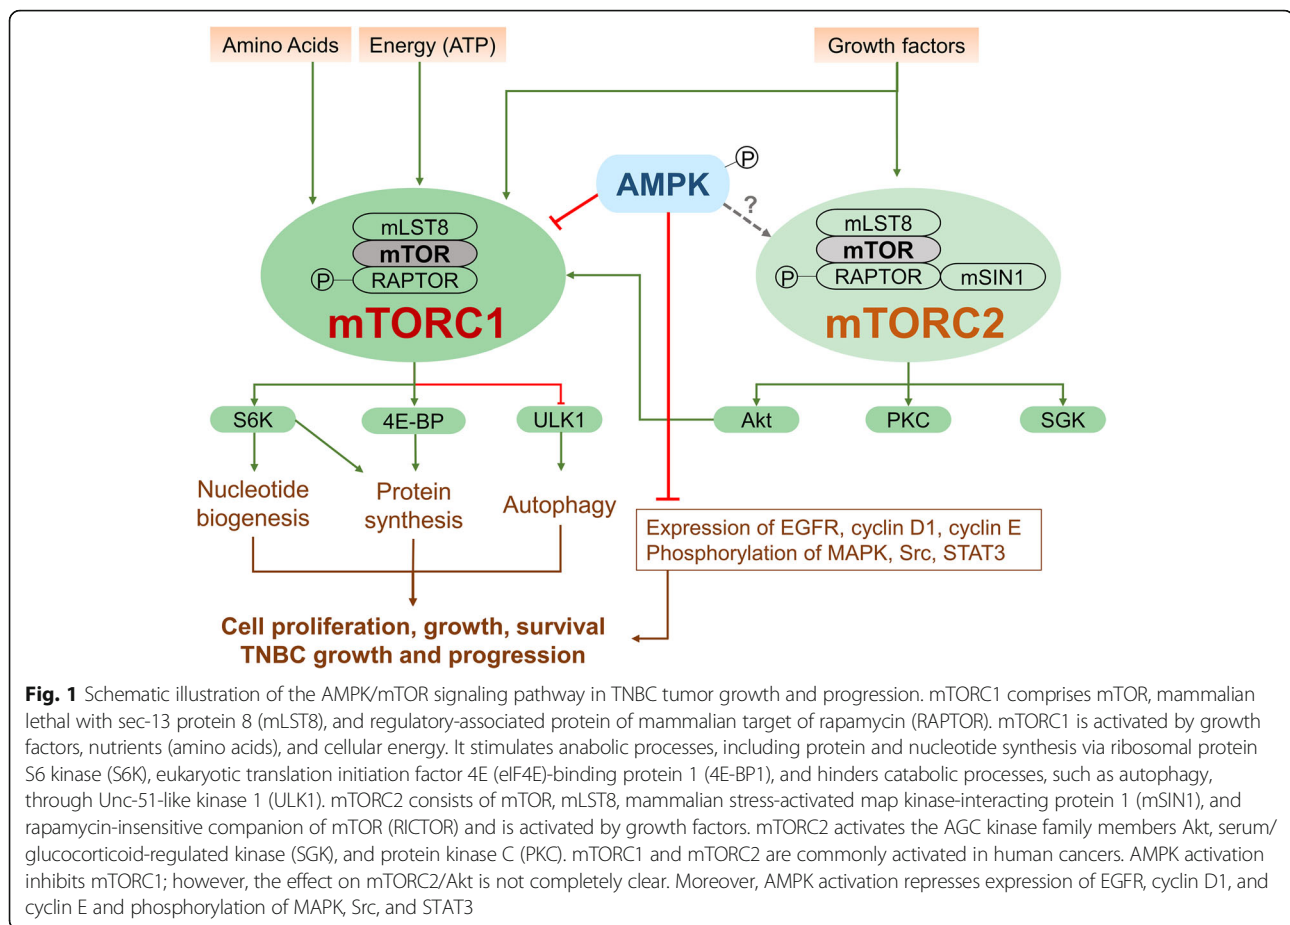 Amino Acids
Energy (ATP)
Growth factors
P
AMPK
?
mLST8
mTOR
P
RAPTOR
mTORC1
mLST8
mTOR
P
RAPTOR
mSIN1
mTORC2
S6K
4E-BP
ULK1
Akt
PKC
SGK
Nucleotide
biogenesis
Protein
synthesis
Autophagy
Expression of EGFR, cyclin D1, cyclin E
Phosphorylation of MAPK, Src, STAT3
Cell proliferation, growth, survival
TNBC growth and progression
Fig. 1 Schematic illustration of the AMPK/mTOR signaling pathway in TNBC tumor growth and progression. mTORC1 comprises mTOR, mammalian
lethal with sec-13 protein 8 (mLST8), and regulatory-associated protein of mammalian target of rapamycin (RAPTOR). mTORC1 is activated by growth
factors, nutrients (amino acids), and cellular energy. It stimulates anabolic processes, including protein and nucleotide synthesis via ribosomal protein
S6 kinase (S6K), eukaryotic translation initiation factor 4E (eIF4E)-binding protein 1 (4E-BP1), and hinders catabolic processes, such as autophagy,
through Unc-51-like kinase 1 (ULK1). mTORC2 consists of mTOR, mLST8, mammalian stress-activated map kinase-interacting protein 1 (mSIN1), and
rapamycin-insensitive companion of mTOR (RICTOR) and is activated by growth factors. mTORC2 activates the AGC kinase family members Akt, serum/
glucocorticoid-regulated kinase (SGK), and protein kinase C (PKC). mTORC1 and mTORC2 are commonly activated in human cancers. AMPK activation
inhibits mTORC1; however, the effect on mTORC2/Akt is not completely clear. Moreover, AMPK activation represses expression of EGFR, cyclin D1, and
cyclin E and phosphorylation of MAPK, Src, and STAT3